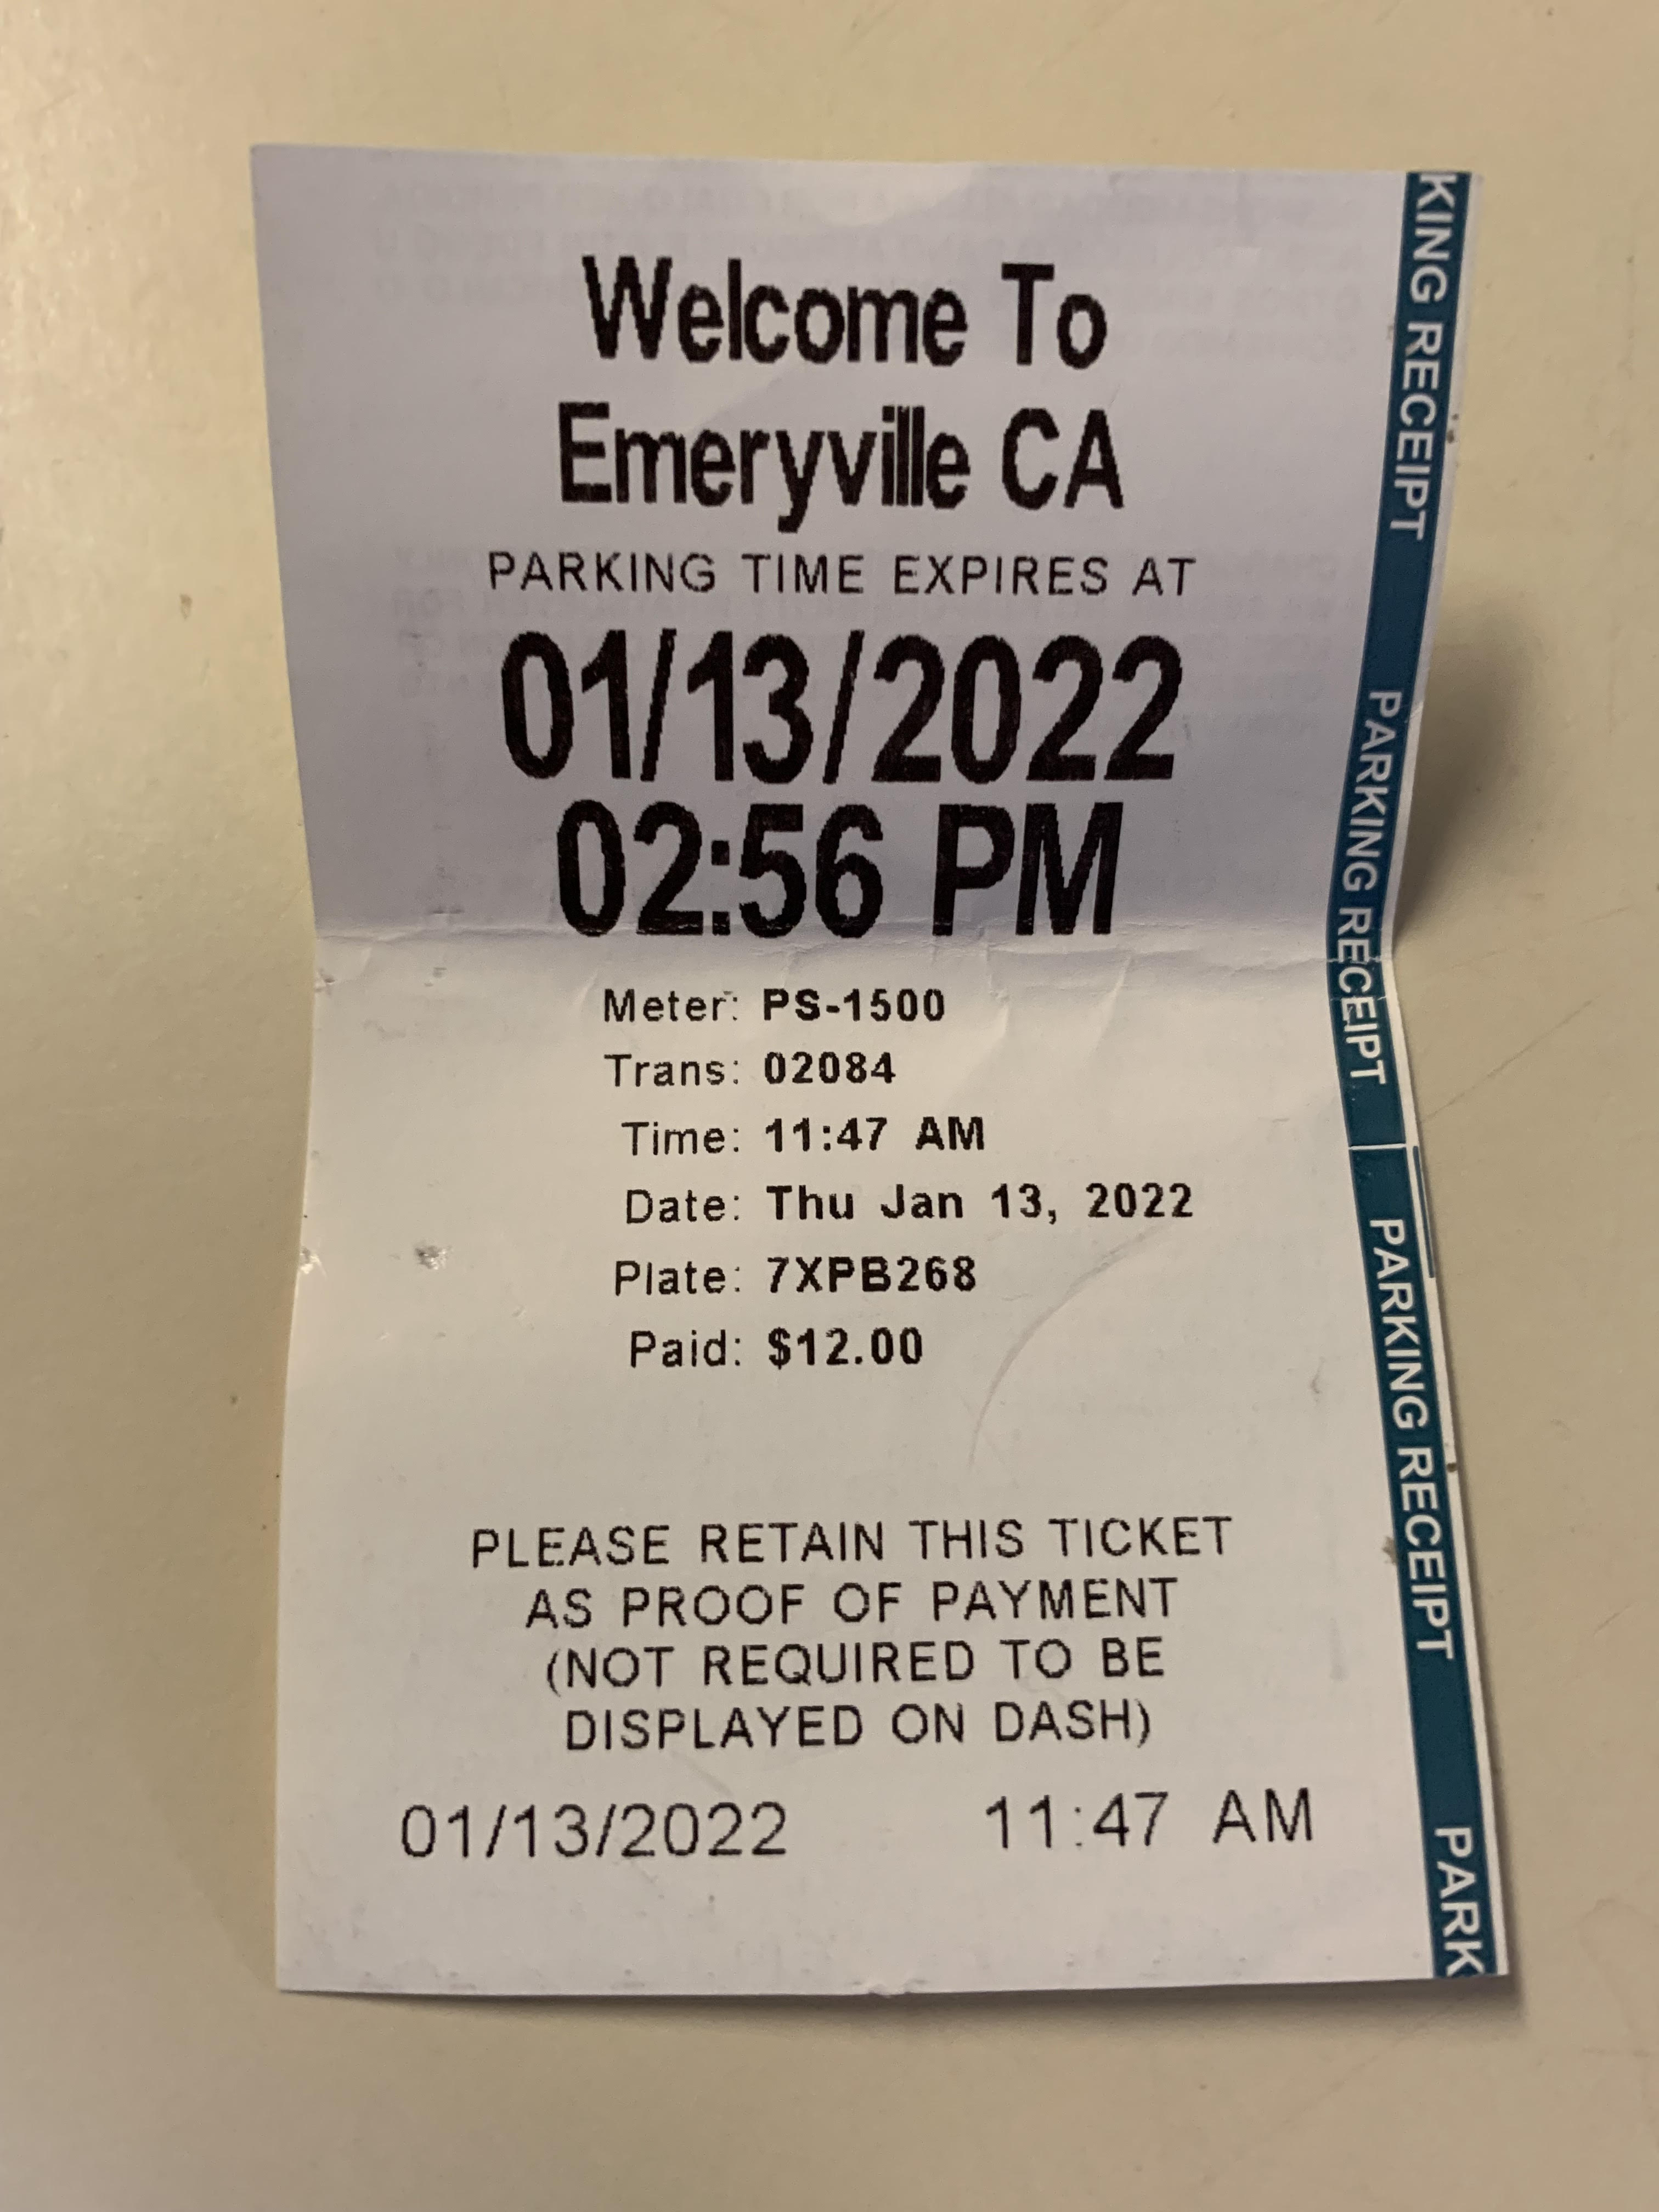 Welcome To
Emeryville CA
PARKING TIME EXPIRES AT
01/13/2022
02:56 PM
Meter: PS-1500
Trans: 02084
Time: 11:47 AM
Date: Thu Jan 13, 2022
Plate: 7XPB268
Paid: $12.00
PLEASE RETAIN THIS TICKET
AS PROOF OF PAYMENT
(NOT REQUIRED TO BE
DISPLAYED ON DASH)
01/13/2022 11:47 AM
KING RECEIPT
PARKING RECEIPT
PARKING RECEIPT
PARK